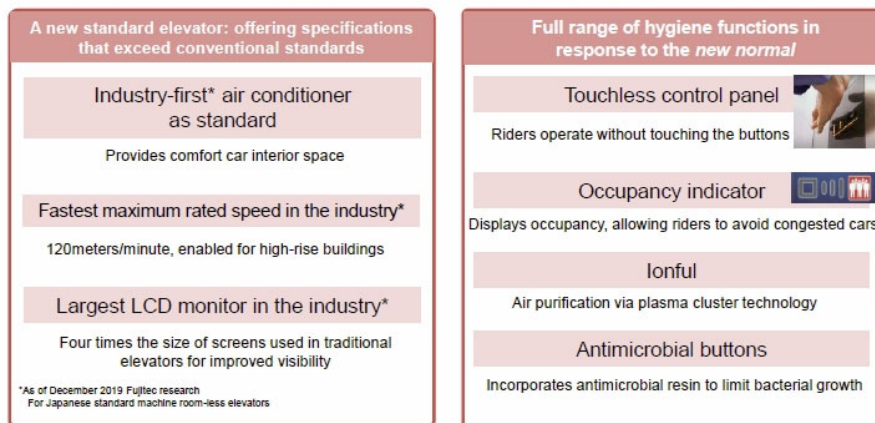 A new standard elevator: offering specifications
that exceed conventional standards
Industry-first* air conditioner
as standard
Provides comfort car interior space
Fastest maximum rated speed in the industry*
120meters/minute, enabled for high-rise buildings
Largest LCD monitor in the industry*
Four times the size of screens used in traditional
elevators for improved visibility
*As of December 2019 Fujitec research
For Japanese standard machine room-less elevators
Full range of hygiene functions in
response to the new normal
Touchless control panel
Riders operate without touching the buttons
Occupancy indicator
Displays occupancy, allowing riders to avoid congested cars
Ionful
Air purification via plasma cluster technology
Antimicrobial buttons
Incorporates antimicrobial resin to limit bacterial growth